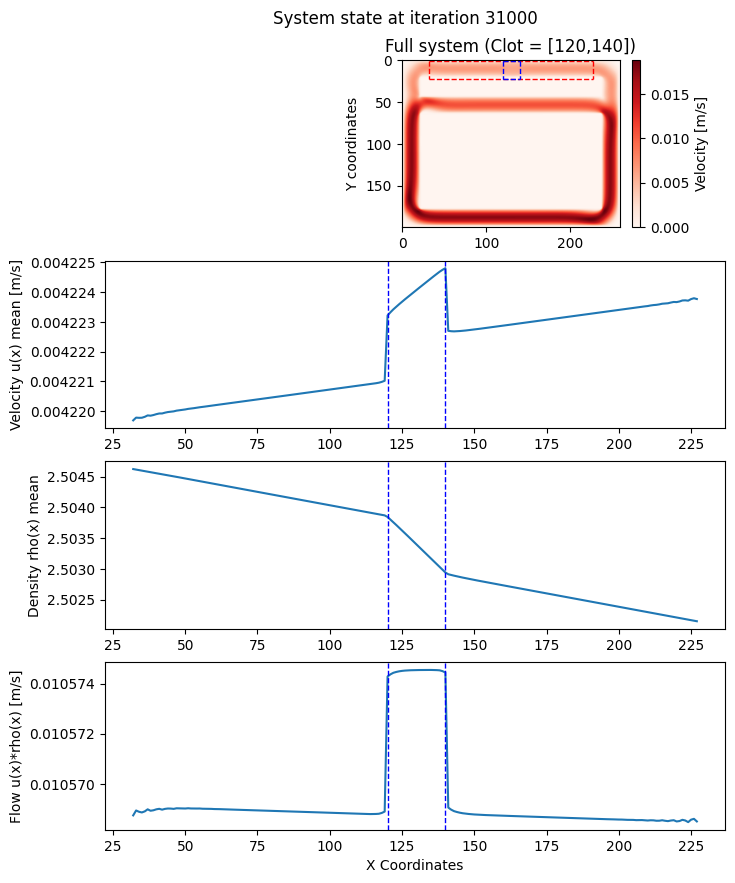 System state at iteration 31000
Full system (Clot = [120,140])
0
50
100
150
Y coordinates
0
100
200
0.015
0.010
0.005
0.000
Velocity [m/s]
0.004225
0.004224
0.004223
0.004222
0.004221
0.004220
Velocity u(x) mean [m/s]
25 50 75 100 125 150 175 200 225
2.5045
2.5040
2.5035
2.5030
2.5025
Density rho(x) mean
25 50 75 100 125 150 175 200 225
0.010574
0.010572
0.010570
Flow u(x)*rho(x) [m/s]
25 50 75 100 125 150 175 200 225
X Coordinates